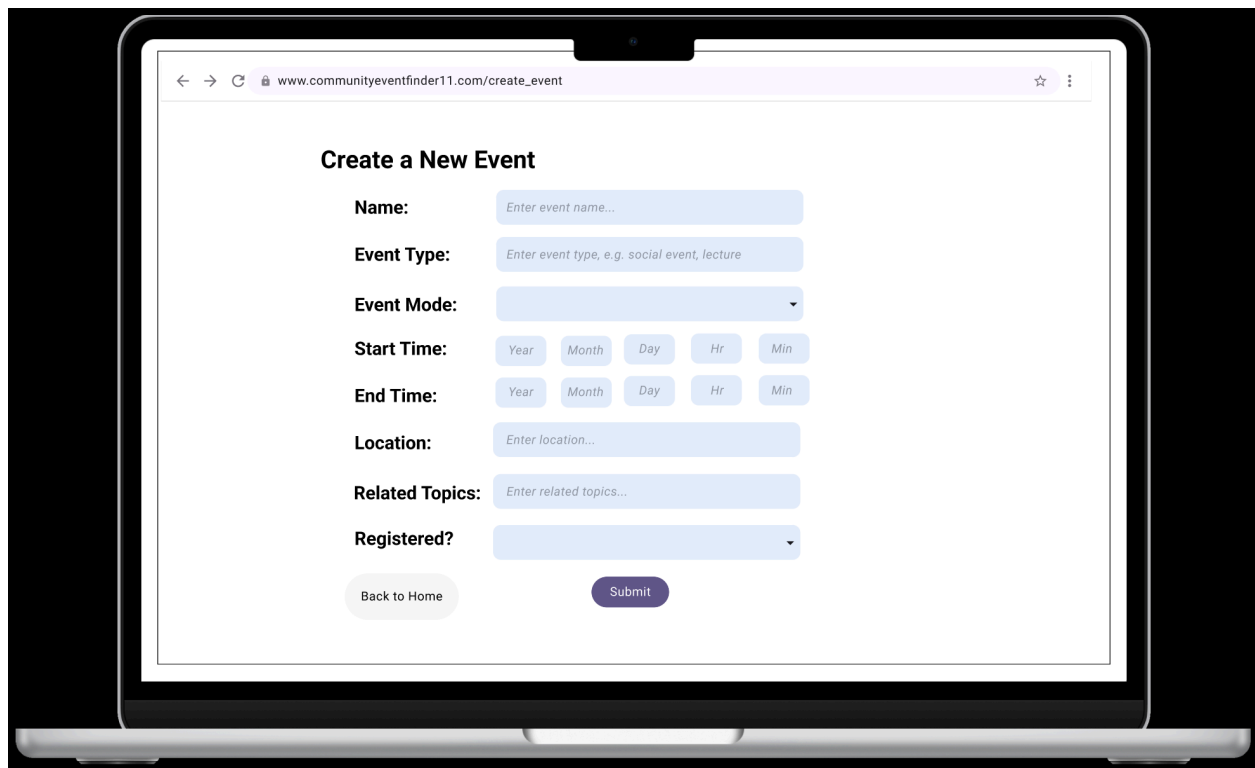 www.communityeventfinder11.com/create_event
Create a New Event
Name: Enter event name...
Event Type: Enter event type, e.g. social event, lecture
Event Mode:
Start Time: Year Month Day Hr Min
End Time: Year Month Day Hr Min
Location: Enter location...
Related Topics: Enter related topics...
Registered?
Back to Home Submit